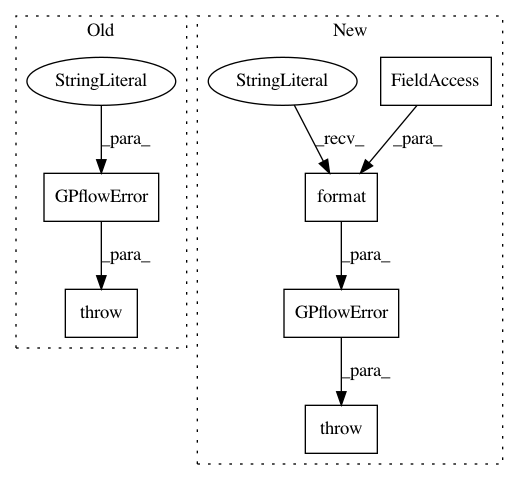 Old
New
StringLiteral
StringLiteral
FieldAccess
_para_
_recv_
_para_
GPflowError
format
_para_
_para_
throw
GPflowError
_para_
throw